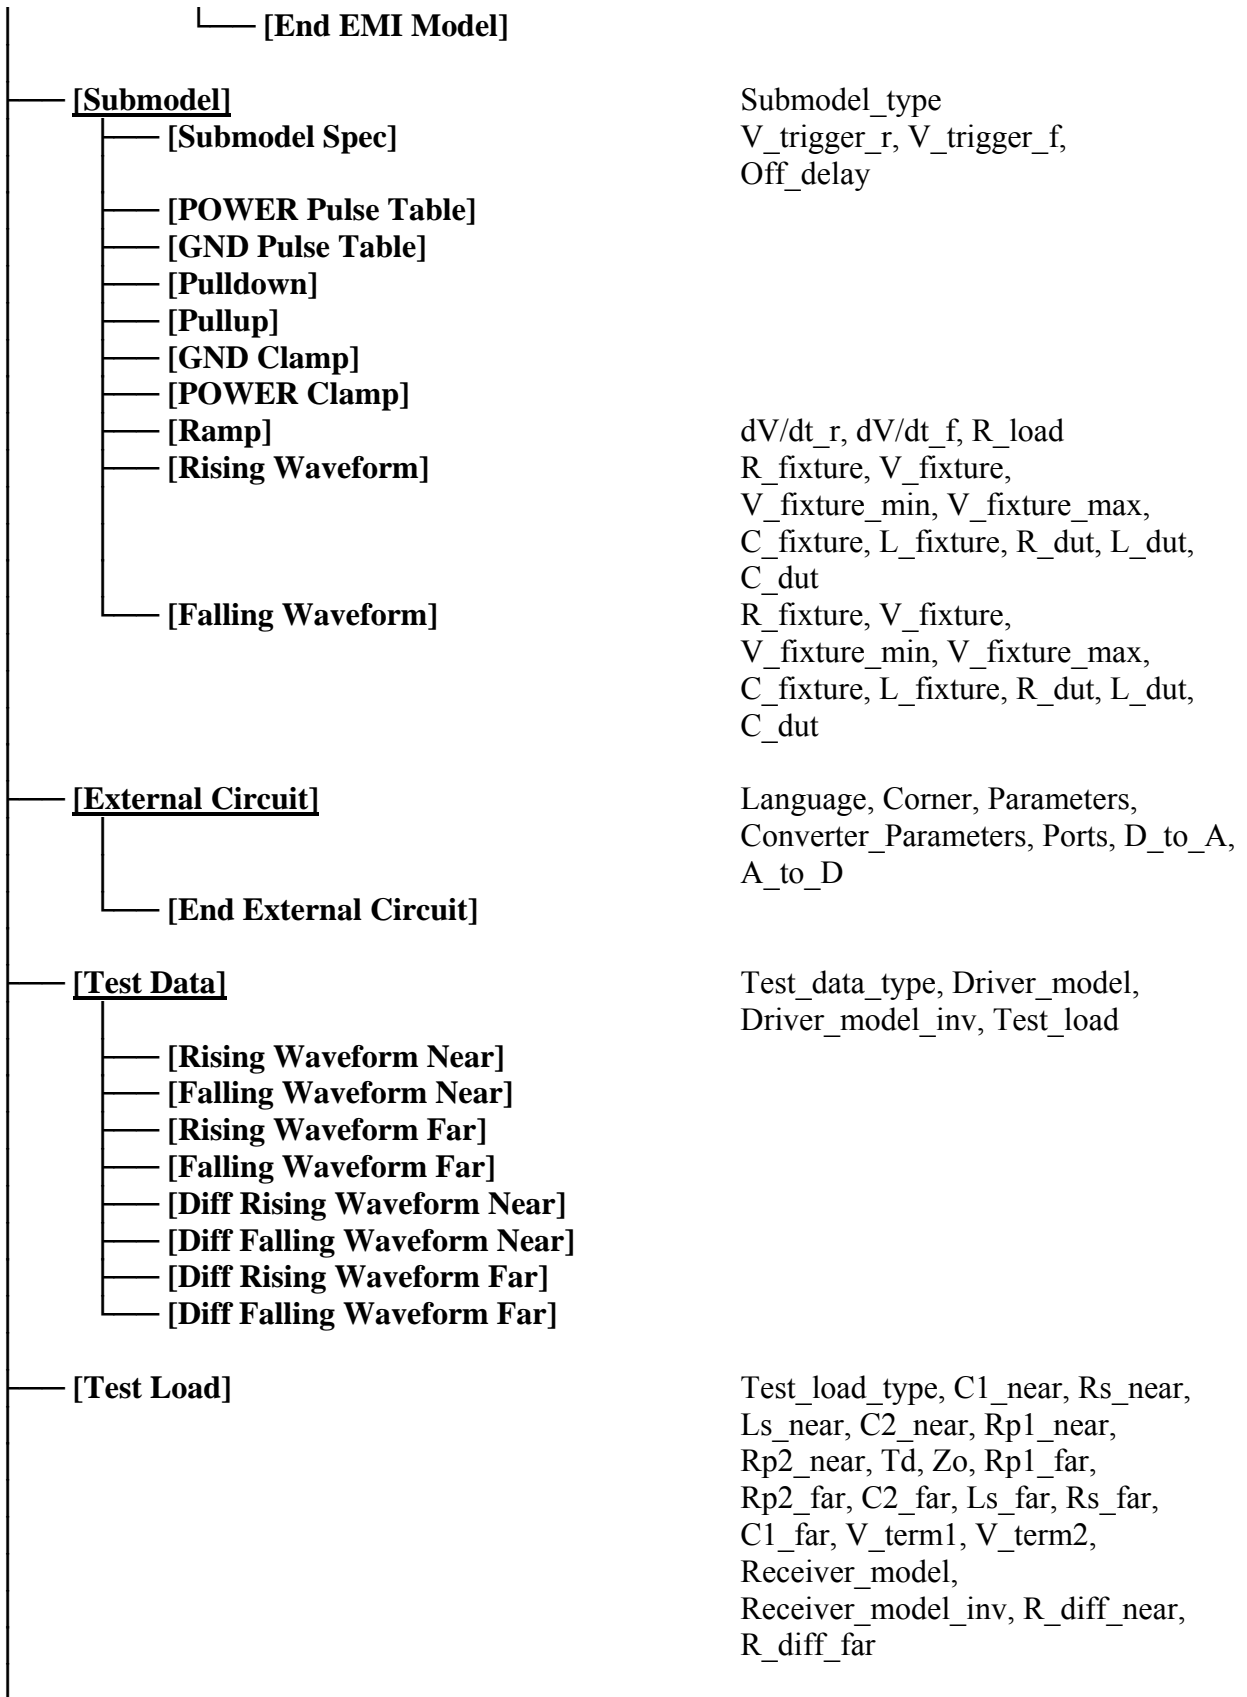 [End EMI Model]
[Submodel] Submodel_type
[Submodel Spec] V_trigger_r, V_trigger_f,
Off_delay
[POWER Pulse Table]
[GND Pulse Table]
[Pulldown]
[Pullup]
[GND Clamp]
[POWER Clamp]
[Ramp] dV/dt_r, dV/dt_f, R_load
[Rising Waveform] R_fixture, V_fixture,
V_fixture_min, V_fixture_max,
C_fixture, L_fixture, R_dut, L_dut,
C_dut
[Falling Waveform] R_fixture, V_fixture,
V_fixture_min, V_fixture_max,
C_fixture, L_fixture, R_dut, L_dut,
C_dut
[External Circuit] Language, Corner, Parameters,
Converter_Parameters, Ports, D_to_A,
A_to_D
[End External Circuit]
[Test Data] Test_data_type, Driver_model,
Driver_model_inv, Test_load
[Rising Waveform Near]
[Falling Waveform Near]
[Rising Waveform Far]
[Falling Waveform Far]
[Diff Rising Waveform Near]
[Diff Falling Waveform Near]
[Diff Rising Waveform Far]
[Diff Falling Waveform Far]
[Test Load] Test_load_type, C1_near, Rs_near,
Ls_near, C2_near, Rp1_near,
Rp2_near, Td, Zo, Rp1_far,
Rp2_far, C2_far, Ls_far, Rs_far,
C1_far, V_term1, V_term2,
Receiver_model,
Receiver_model_inv, R_diff_near,
R_diff_far